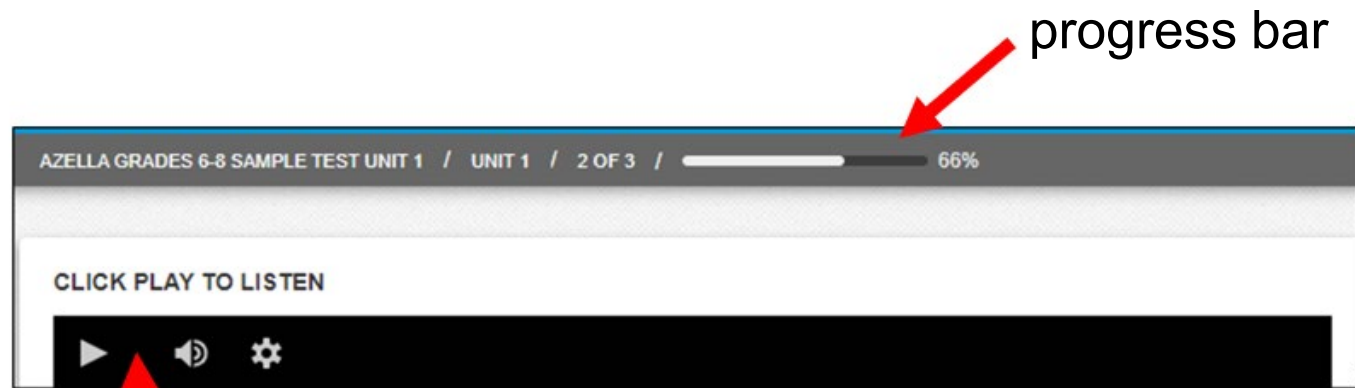 progress bar
AZELLA GRADES 6-8 SAMPLE TEST UNIT 1 / UNIT 1 / 2 OF 3 / 66%
CLICK PLAY TO LISTEN